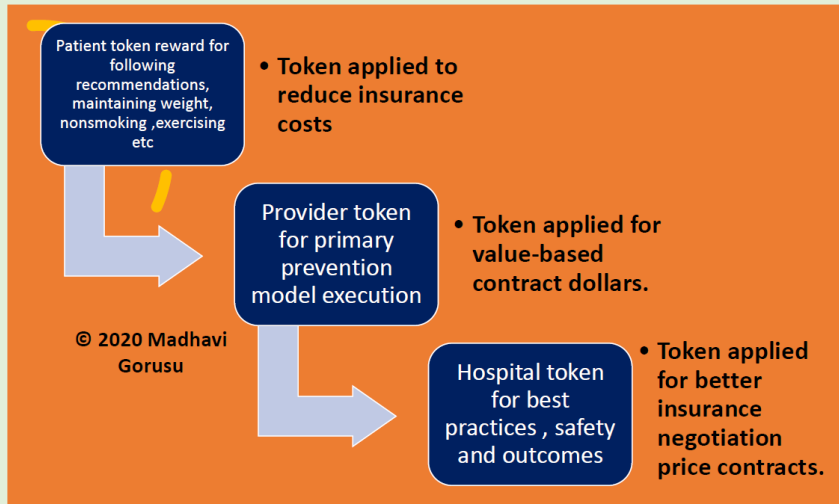 Patient token reward for
following
recommendations,
maintaining weight,
nonsmoking ,exercising
etc
• Token applied to
reduce insurance
costs
Provider token
for primary
prevention
model execution
• Token applied for
value-based
contract dollars.
© 2020 Madhavi
Gorusu
Hospital token
for best
practices , safety
and outcomes
• Token applied
for better
insurance
negotiation
price contracts.